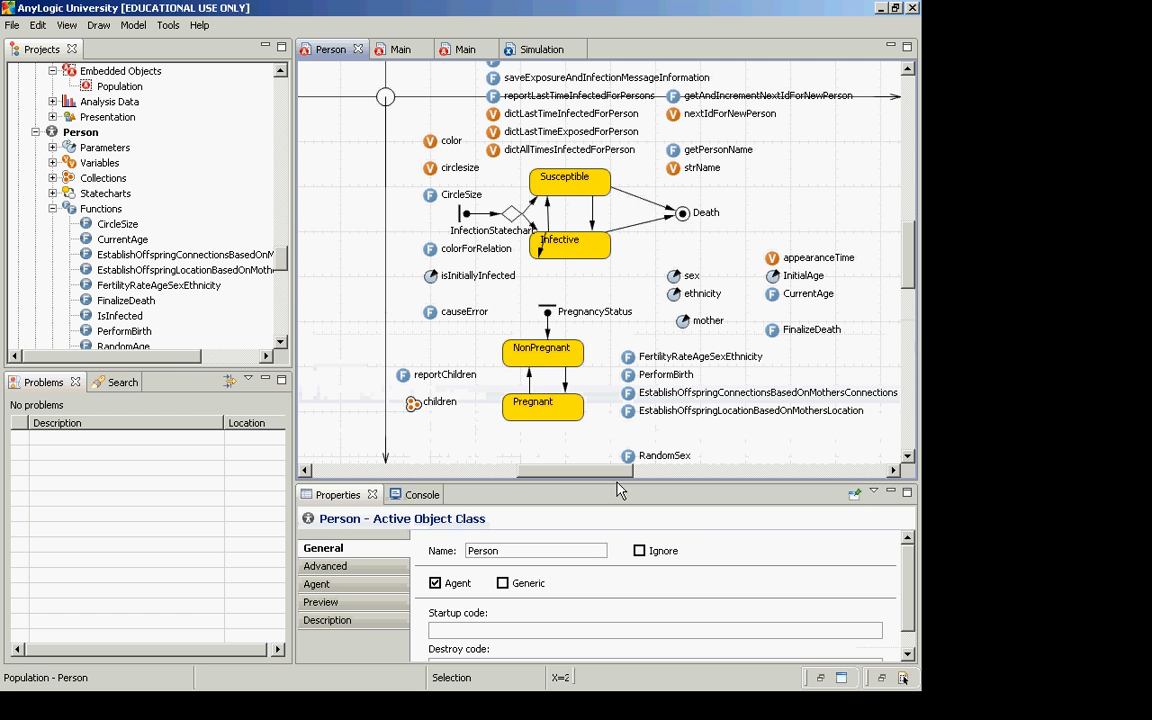 AnyLogic University [EDUCATIONAL USE ONLY]
File Edit View Draw Model Tools Help
Projects
Embedded Objects
Population
Analysis Data
Presentation
Person
Parameters
Variables
Collections
Statecharts
Functions
CircleSize
CurrentAge
EstablishOffspringConnectionsBasedOnM
EstablishOffspringLocationBasedOnMothe
FertilityRateAgeSexEthnicity
FinalizeDeath
IsInfected
PerformBirth
RandomAge
Problems Search
No problems
Description Location
Person Main Main Simulation
saveExposureAndInfectionMessageInformation
reportLastTimeInfectedForPersons getAndIncrementNextIdForNewPerson
dictLastTimeInfectedForPerson nextIdForNewPerson
dictLastTimeExposedForPerson
color
dictAllTimesInfectedForPerson getPersonName
circlesize strName
Susceptible
CircleSize
Death
InfectionStatechart
Infective
colorForRelation
appearanceTime
isInitiallyInfected sex InitialAge
ethnicity CurrentAge
causeError PregnancyStatus
mother
FinalizeDeath
NonPregnant
FertilityRateAgeSexEthnicity
reportChildren PerformBirth
EstablishOffspringConnectionsBasedOnMothersConnections
children Pregnant
EstablishOffspringLocationBasedOnMothersLocation
RandomSex
Properties Console
Person - Active Object Class
General
Advanced
Agent
Preview
Description
Name: Person Ignore
Agent Generic
Startup code:
Destroy code:
Population - Person Selection X=2